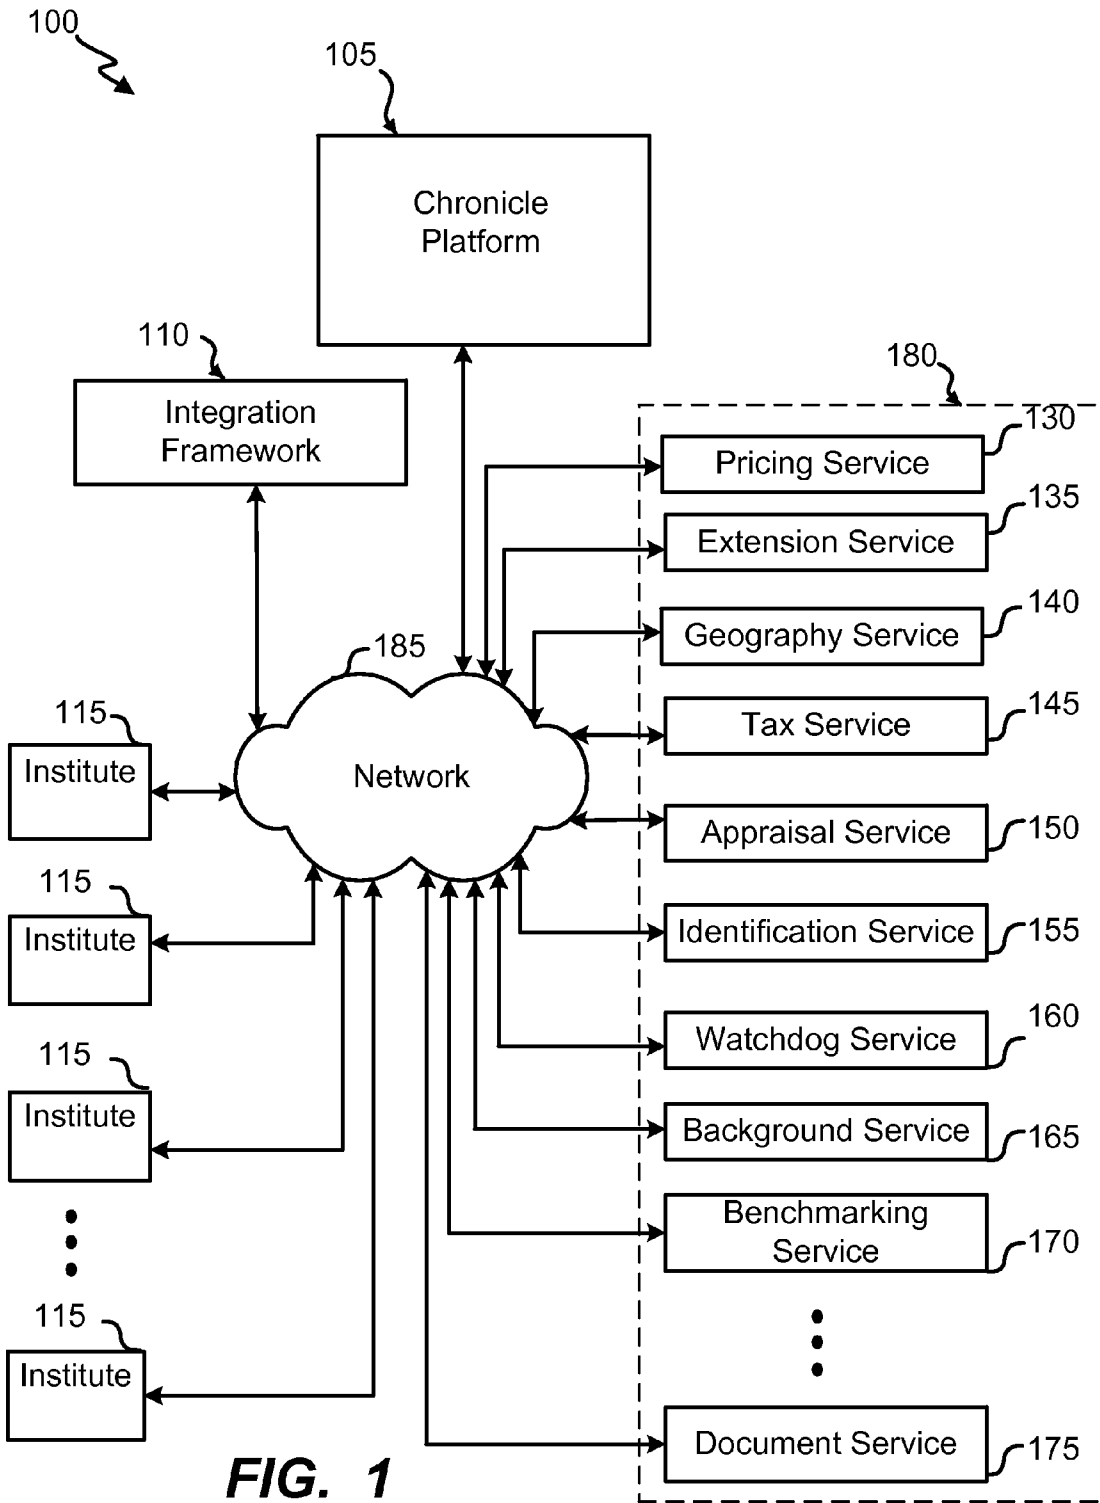 100
105
Chronicle
Platform
110
Integration
Framework
180
130
Pricing Service
135
Extension Service
140
Geography Service
185
145
Tax Service
115
Institute
Network
150
Appraisal Service
115
Institute
155
Identification Service
160
Watchdog Service
115
Institute
165
Background Service
170
Benchmarking
Service
115
Institute
175
Document Service
FIG. 1